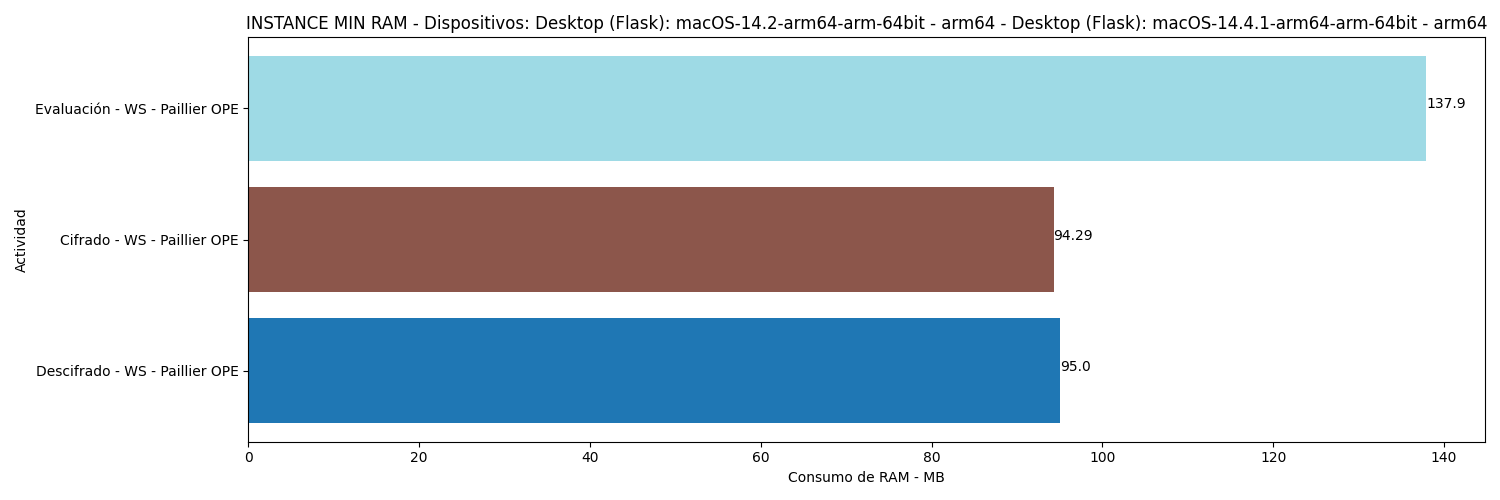 INSTANCE MIN RAM - Dispositivos: Desktop (Flask): macOS-14.2-arm64-arm-64bit - arm64 - Desktop (Flask): macOS-14.4.1-arm64-arm-64bit - arm64
Actividad
Evaluación - WS - Paillier OPE
137.9
Cifrado - WS - Paillier OPE
94.29
Descifrado - WS - Paillier OPE
95.0
0 20 40 60 80 100 120 140
Consumo de RAM - MB